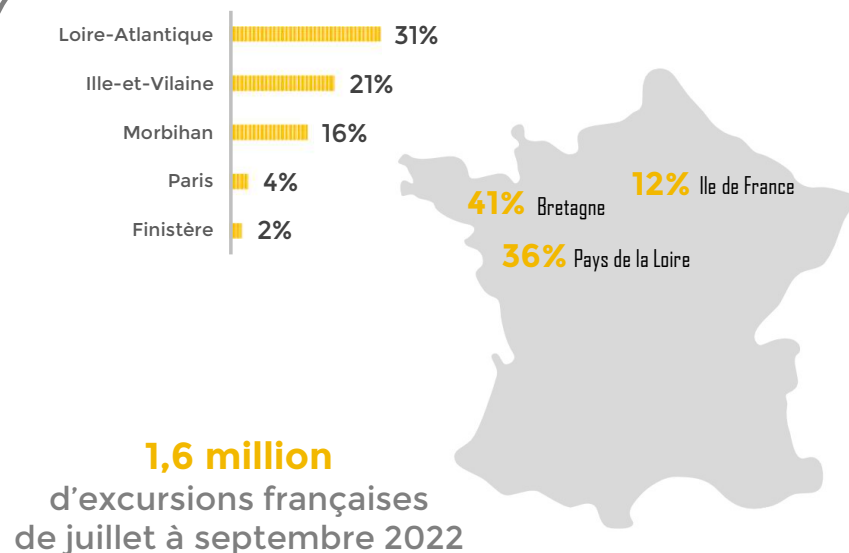 Loire-Atlantique 31%
Ille-et-Vilaine 21%
Morbihan 16%
Paris 4%
Finistère 2%
12% Ile de France
41% Bretagne
36% Pays de la Loire
1,6 million
d'excursions françaises
de juillet à septembre 2022